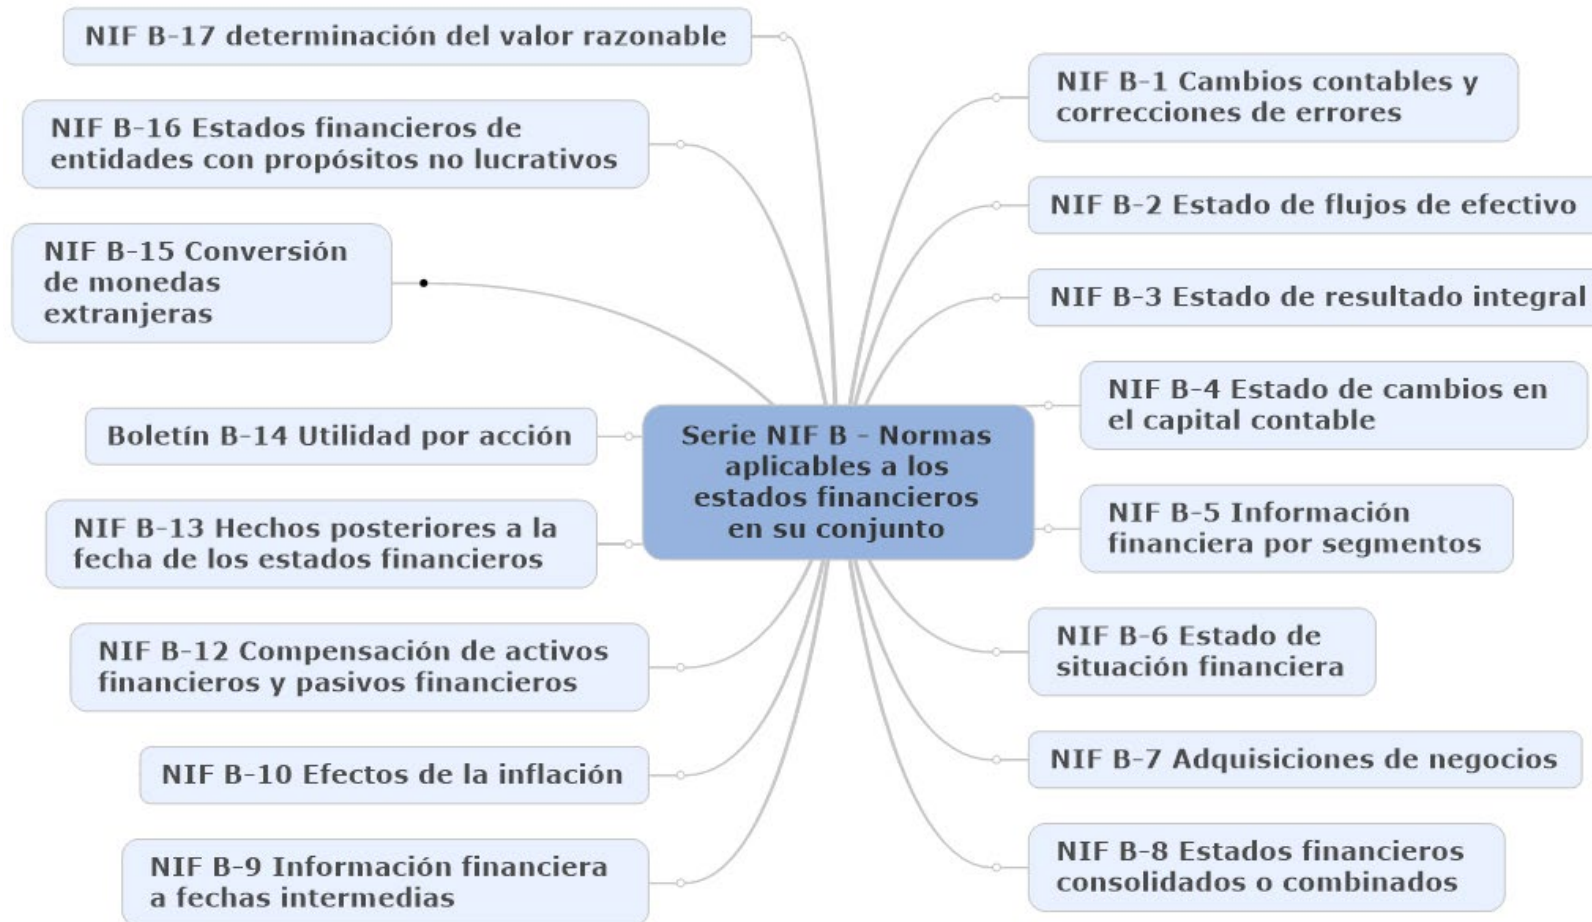 NIF B-17 determinación del valor razonable
NIF B-16 Estados financieros de
entidades con propósitos no lucrativos
NIF B-15 Conversión
de monedas
extranjeras
Boletín B-14 Utilidad por acción
NIF B-13 Hechos posteriores a la
fecha de los estados financieros
NIF B-12 Compensación de activos
financieros y pasivos financieros
NIF B-10 Efectos de la inflación
NIF B-9 Información financiera
a fechas intermedias
Serie NIF B - Normas
aplicables a los
estados financieros
en su conjunto
NIF B-1 Cambios contables y
correcciones de errores
NIF B-2 Estado de flujos de efectivo
NIF B-3 Estado de resultado integral
NIF B-4 Estado de cambios en
el capital contable
NIF B-5 Información
financiera por segmentos
NIF B-6 Estado de
situación financiera
NIF B-7 Adquisiciones de negocios
NIF B-8 Estados financieros
consolidados o combinados